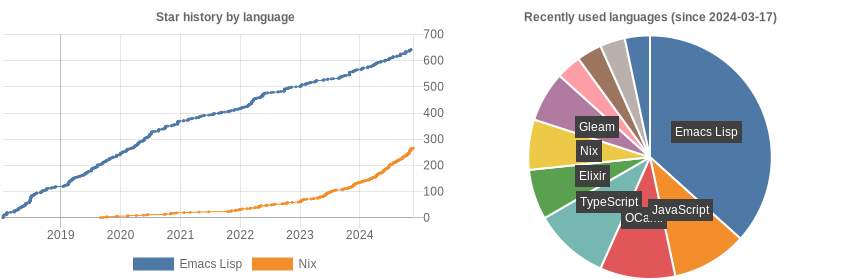 Star history by language
700
600
500
400
300
200
100
0
2019 2020 2021 2022 2023 2024
Emacs Lisp Nix
Recently used languages (since 2024-03-17)
Emacs Lisp
Gleam
Nix
Elixir
TypeScript
JavaScript
OCaml